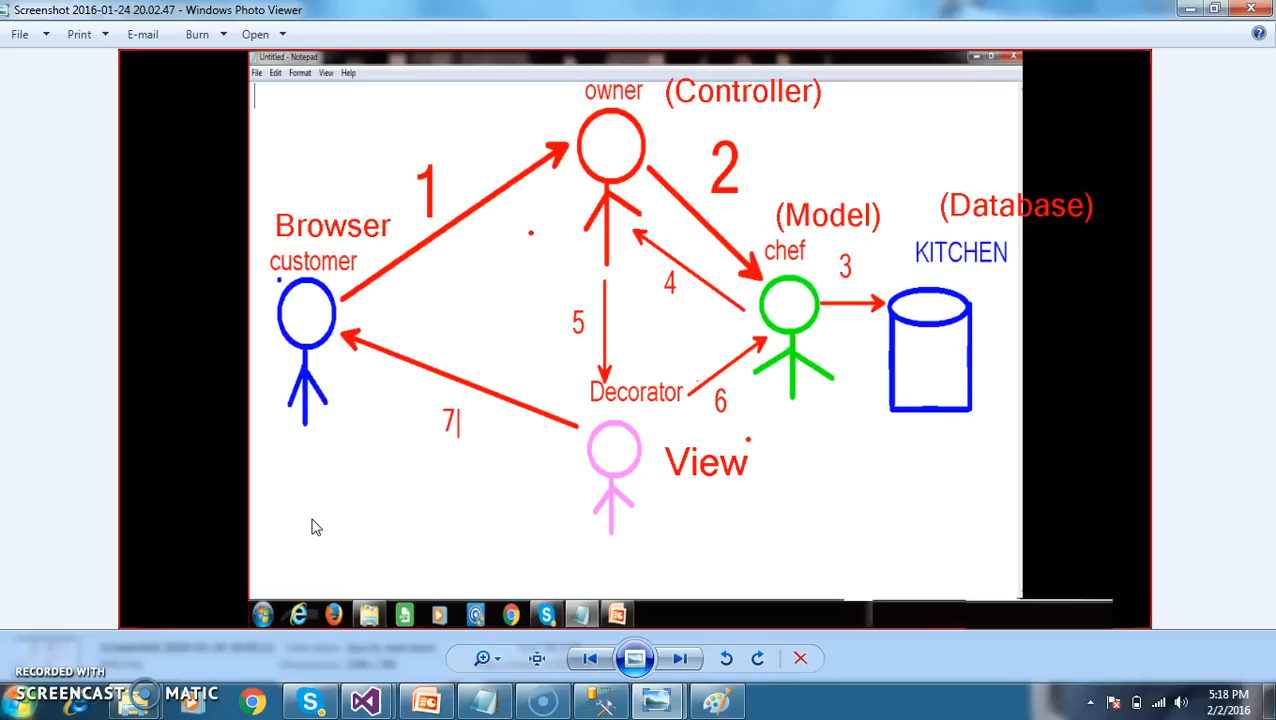 Screenshot 2016-01-24 20.02.47 - Windows Photo Viewer
File Print E-mail Burn Open
Untitled - Notepad
File Edit Format View Help
owner (Controller)
1
2
Browser
customer
(Model)
chef
(Database)
KITCHEN
3
4
5
Decorator
6
7
View
RECORDED WITH
SCREENCAST MATIC
5:18 PM
2/2/2016